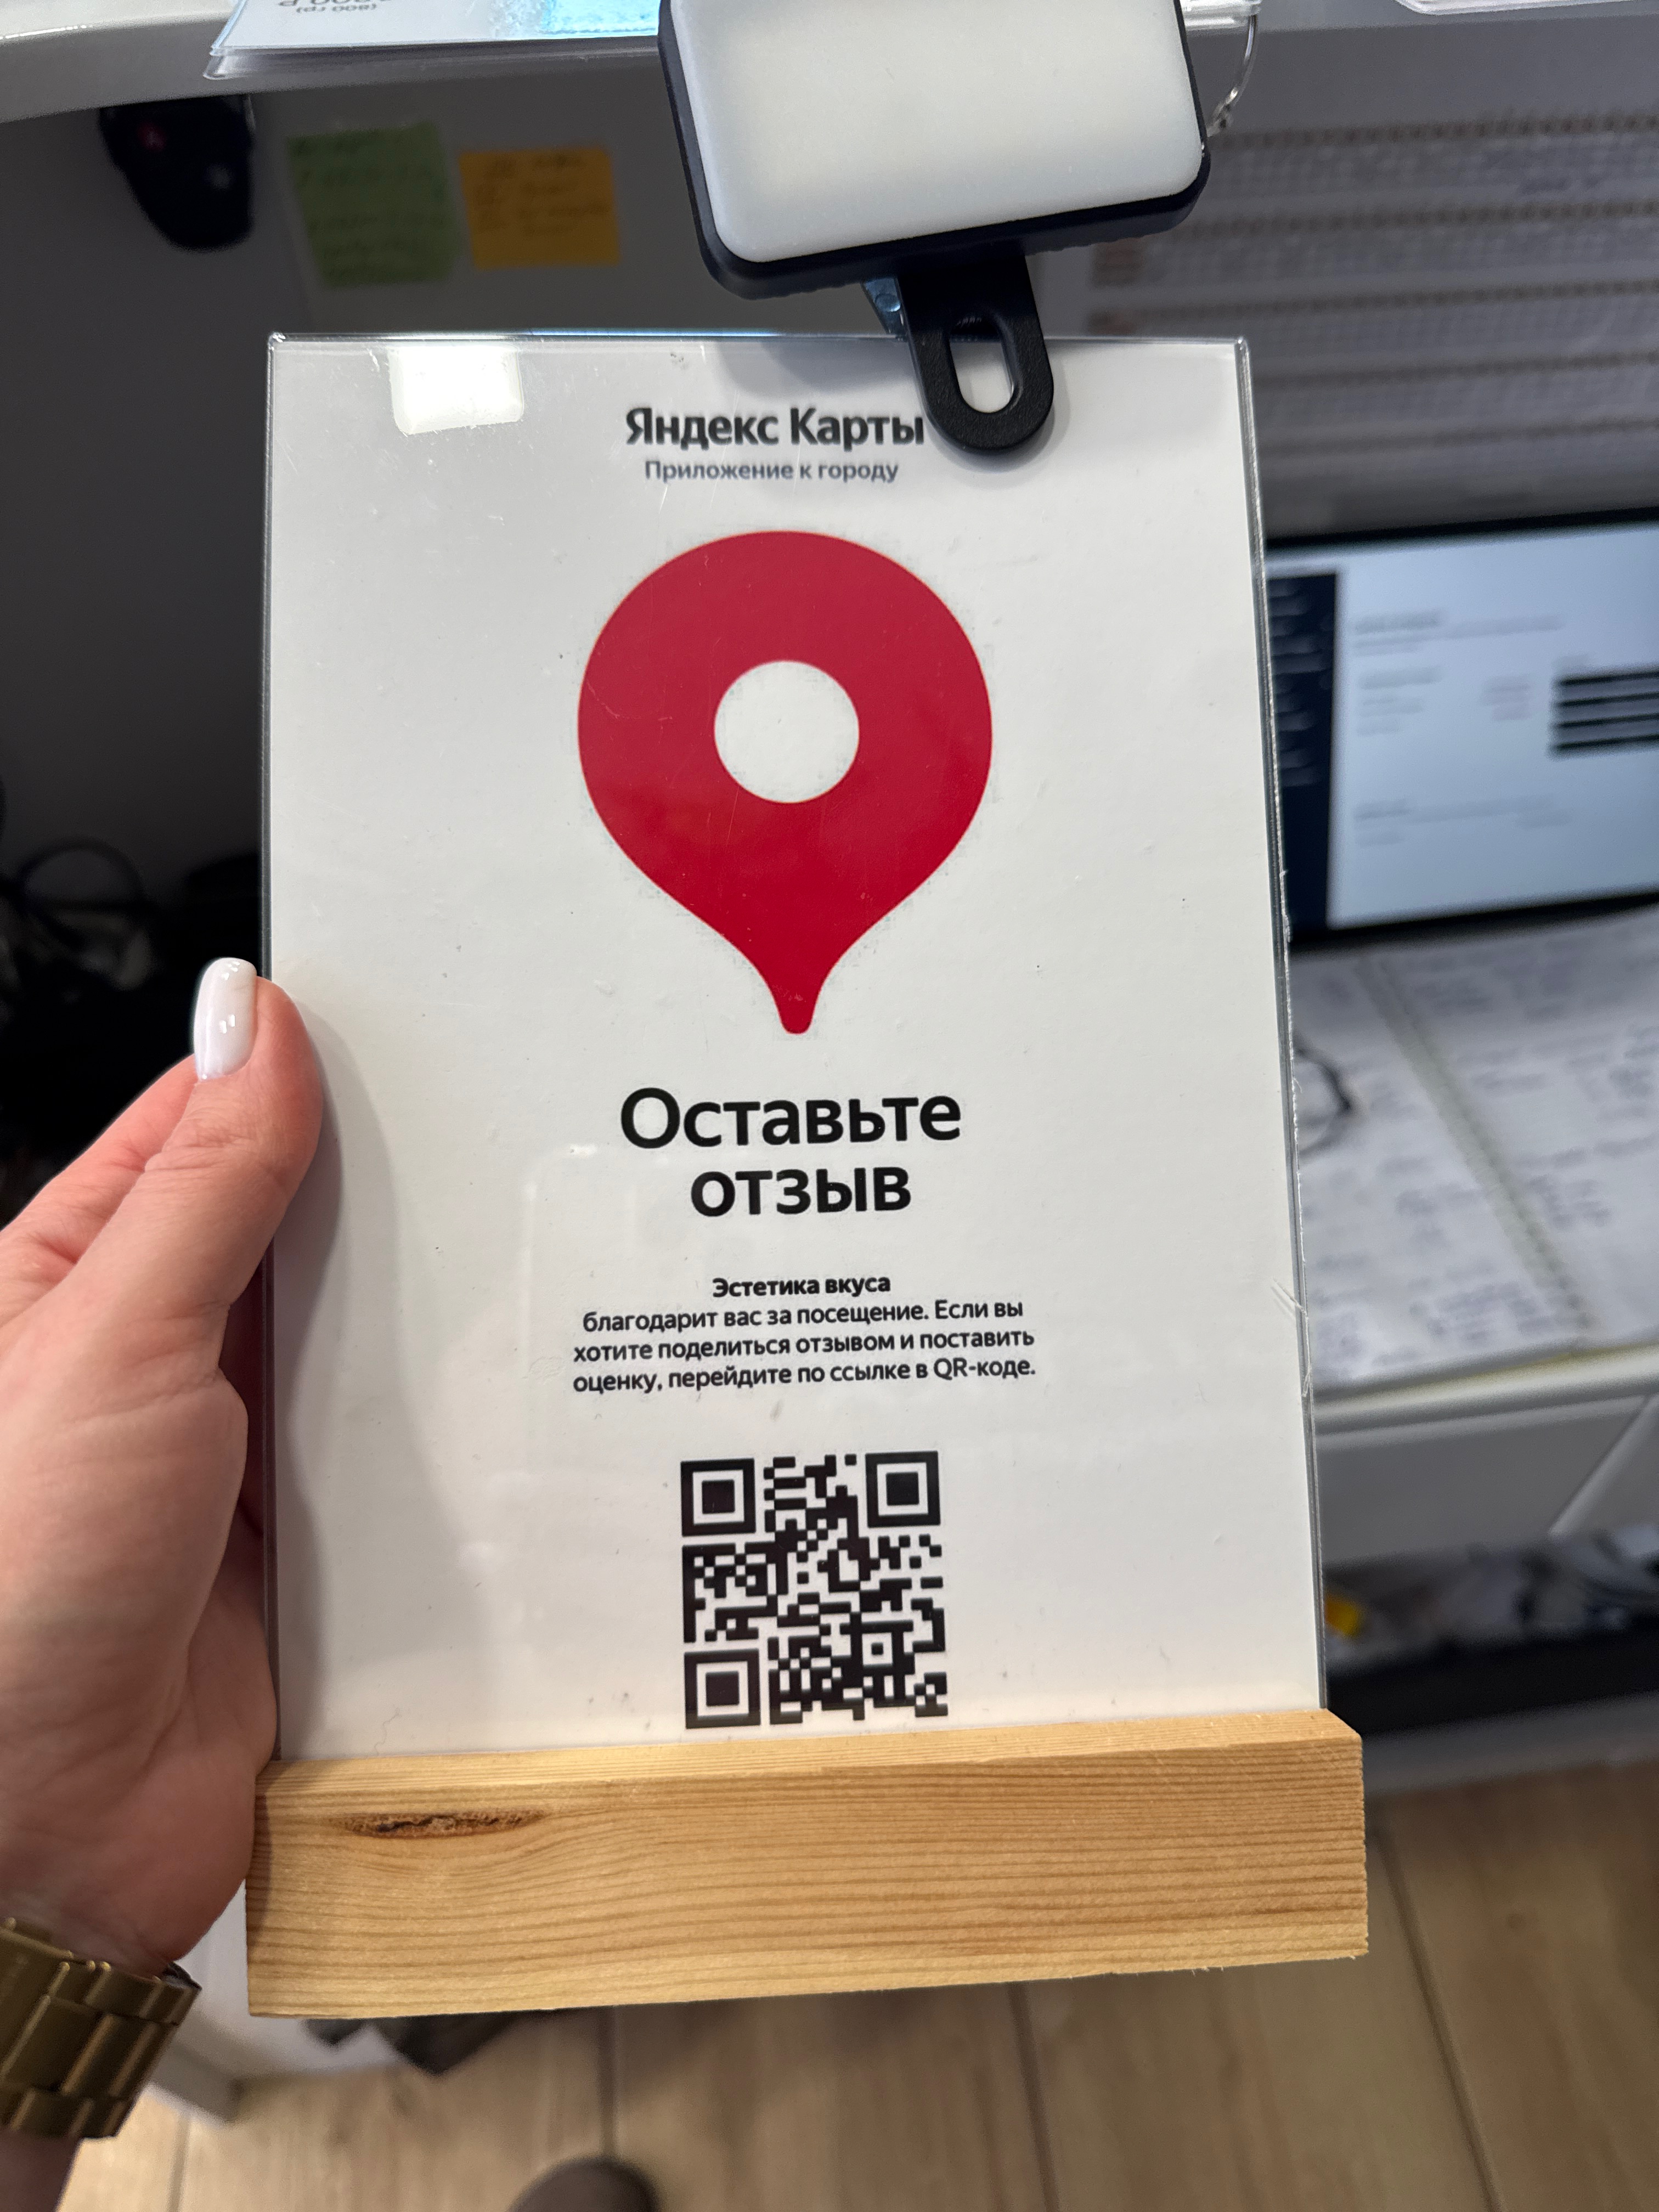 Яндекс Карты
Приложение к городу
Оставьте
отзыв
Эстетика вкуса
благодарит вас за посещение. Если вы
хотите поделиться отзывом и поставить
оценку, перейдите по ссылке в QR-коде.